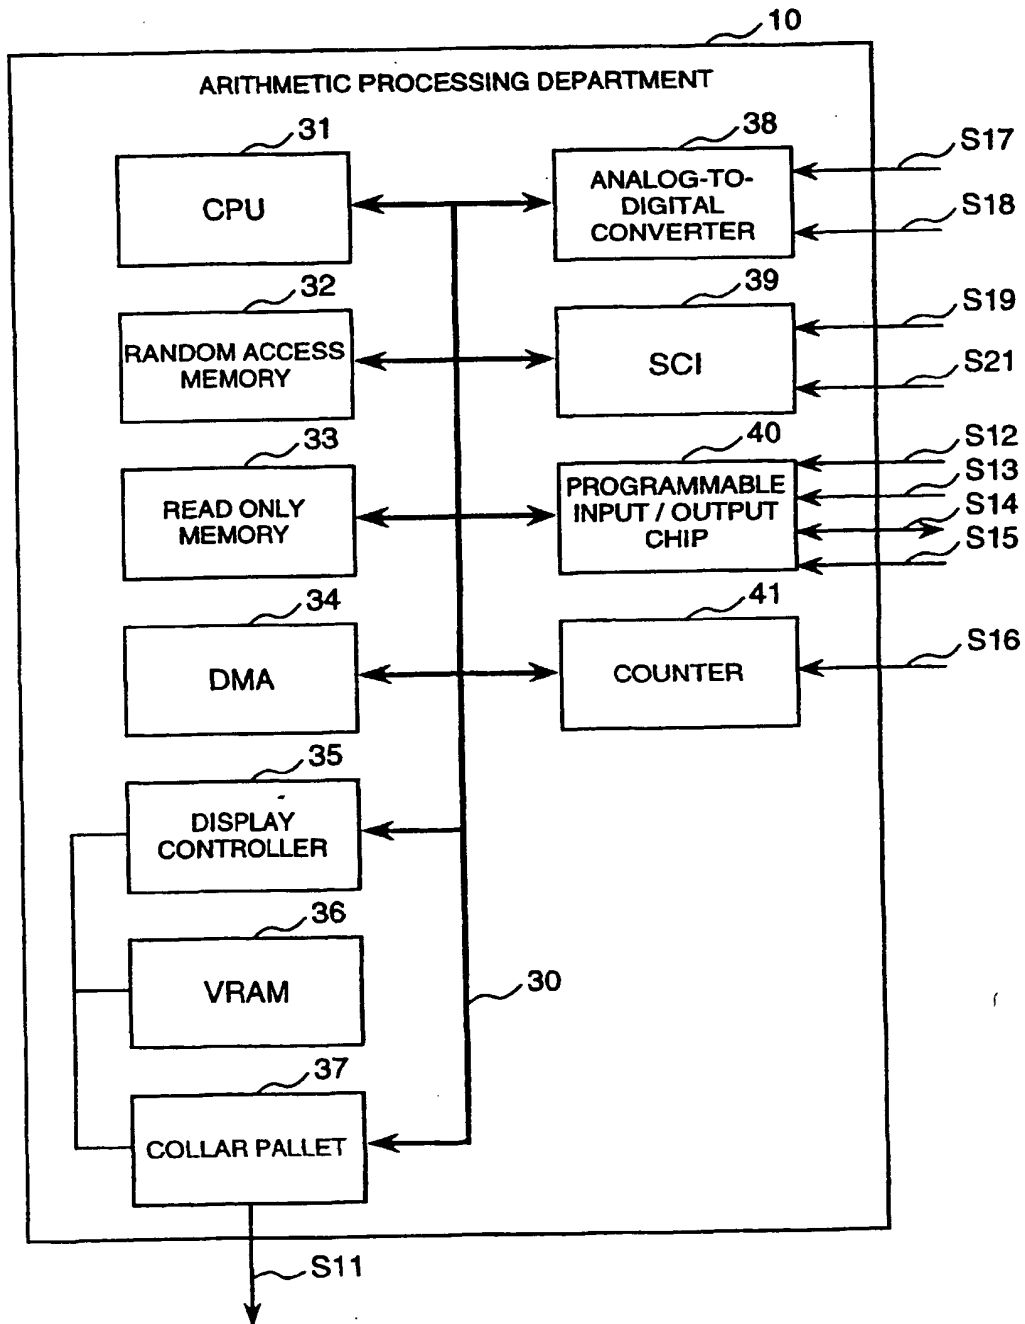 10
ARITHMETIC PROCESSING DEPARTMENT
31
CPU
38
ANALOG-TO-
DIGITAL
CONVERTER
S17
S18
32
RANDOM ACCESS
MEMORY
39
SCI
S19
S21
33
READ ONLY
MEMORY
40
PROGRAMMABLE
INPUT / OUTPUT
CHIP
S12
S13
S14
S15
34
DMA
41
COUNTER
S16
35
DISPLAY
CONTROLLER
36
VRAM
30
37
COLLAR PALLET
S11